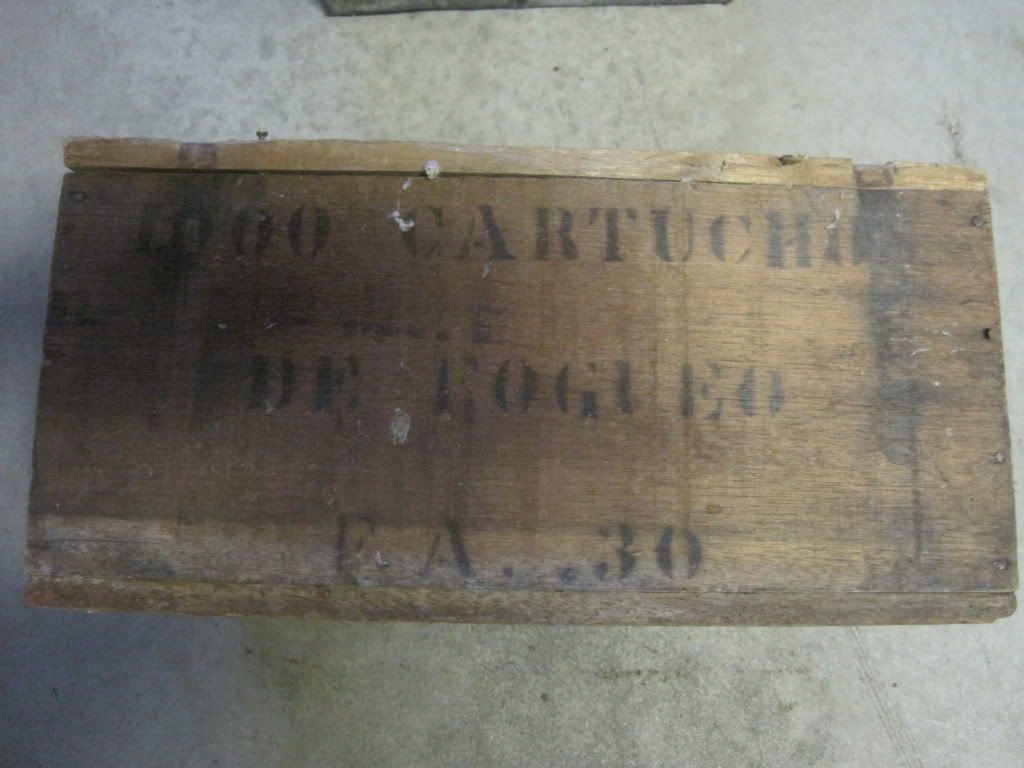 1000 CARTUCHOS
DE FOGUEO
F A. .30